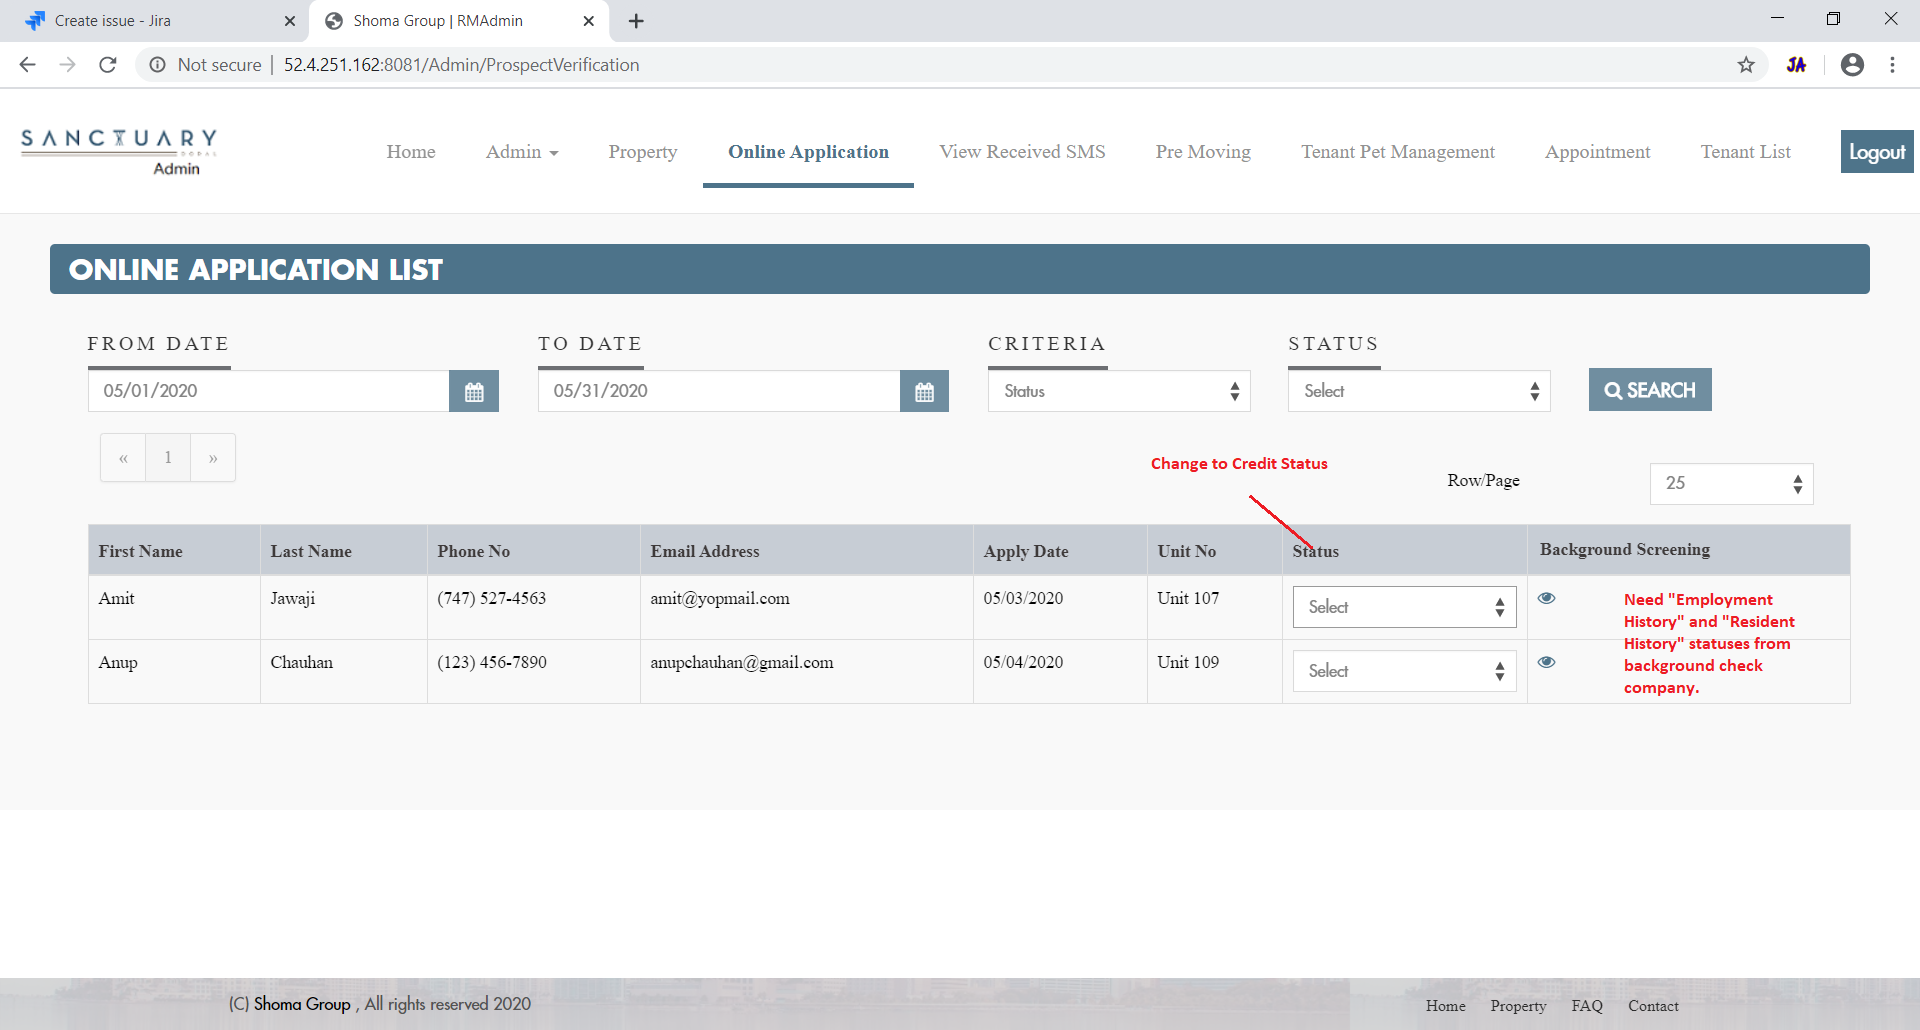 Create issue - Jira
Shoma Group | RMAdmin
Not secure | 52.4.251.162:8081/Admin/ProspectVerification
JA
SANCTUARY
DORAL
Admin
Home
Admin
Property
Online Application
View Received SMS
Pre Moving
Tenant Pet Management
Appointment
Tenant List
Logout
ONLINE APPLICATION LIST
FROM DATE
TO DATE
CRITERIA
STATUS
05/01/2020
05/31/2020
Status
Select
SEARCH
« 1 »
Change to Credit Status
Row/Page
25
First Name Last Name Phone No Email Address Apply Date Unit No Status Background Screening
Amit Jawaji (747) 527-4563 amit@yopmail.com 05/03/2020 Unit 107 Select
Anup Chauhan (123) 456-7890 anupchauhan@gmail.com 05/04/2020 Unit 109 Select
Need "Employment
History" and "Resident
History" statuses from
background check
company.
(C) Shoma Group , All rights reserved 2020
Home Property FAQ Contact